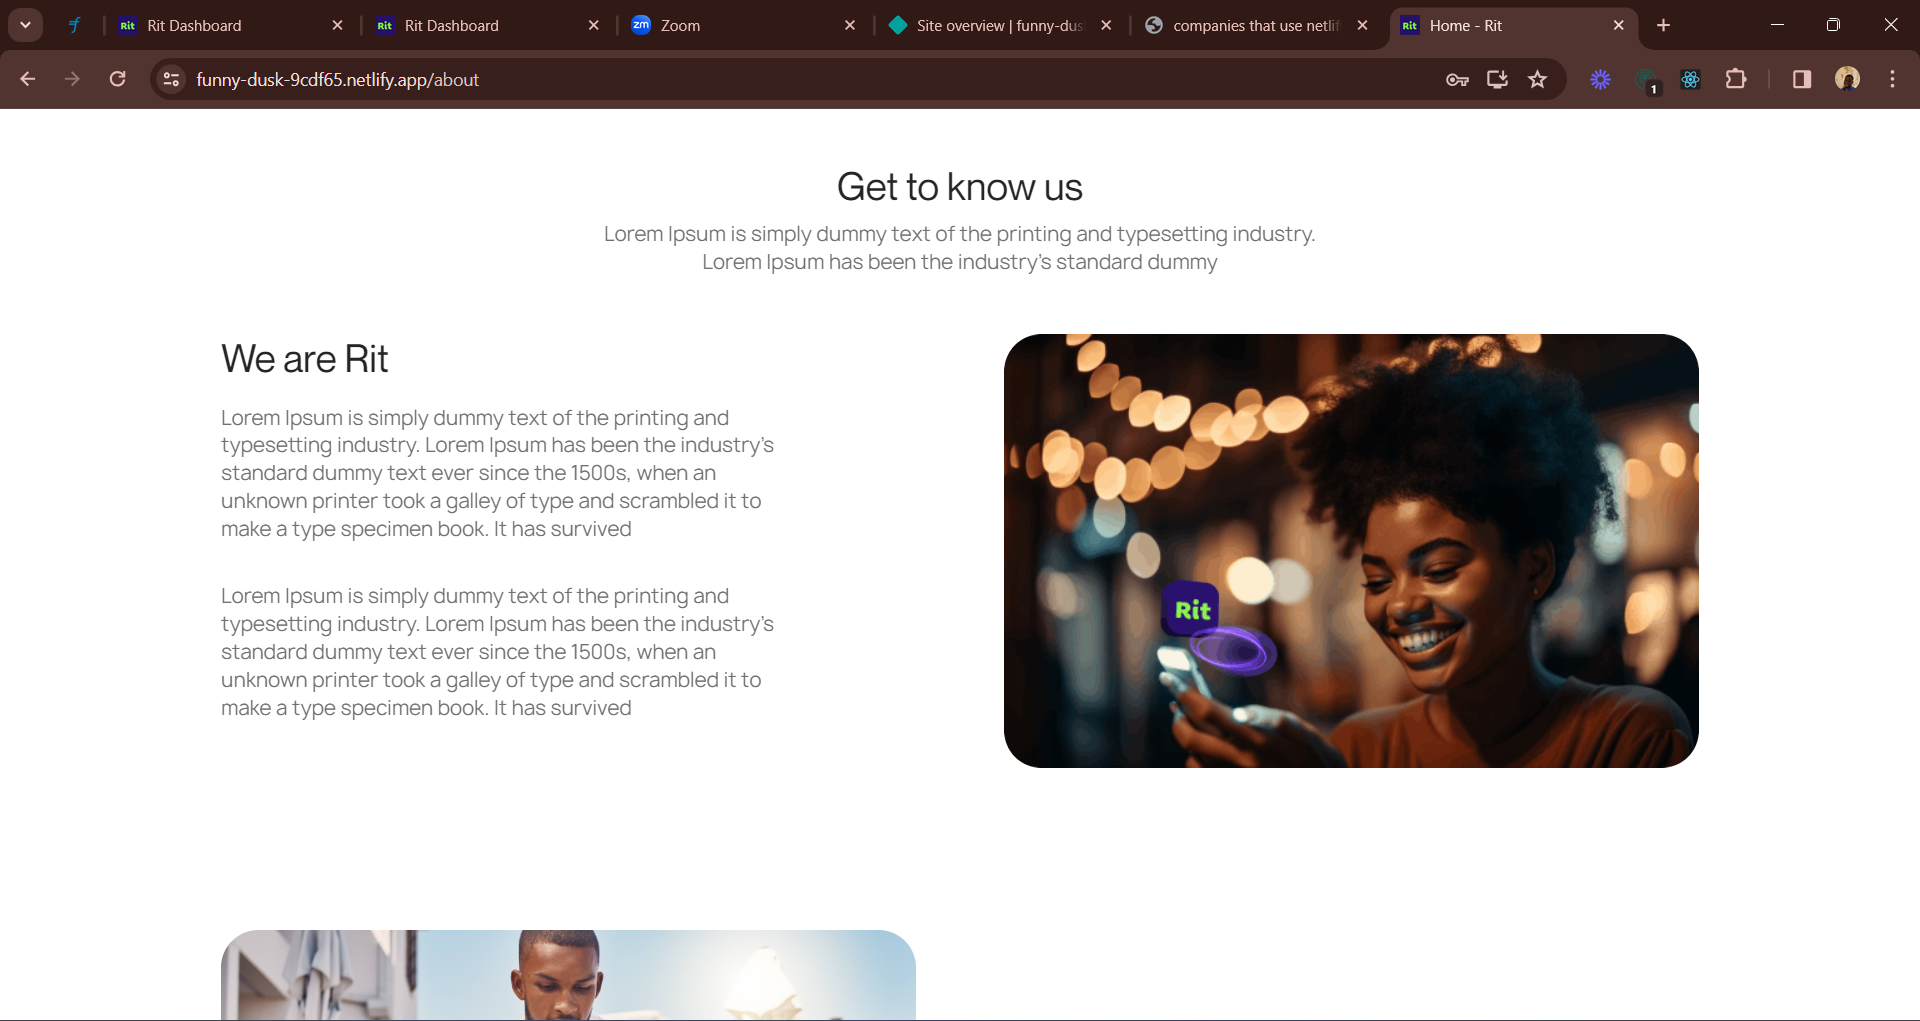 Rit Dashboard
Rit Dashboard
zm Zoom
Site overview | funny-dus
companies that use netlif
Rit Home - Rit
funny-dusk-9cdf65.netlify.app/about
1
Get to know us
Lorem Ipsum is simply dummy text of the printing and typesetting industry.
Lorem Ipsum has been the industry's standard dummy
We are Rit
Lorem Ipsum is simply dummy text of the printing and
typesetting industry. Lorem Ipsum has been the industry's
standard dummy text ever since the 1500s, when an
unknown printer took a galley of type and scrambled it to
make a type specimen book. It has survived
Lorem Ipsum is simply dummy text of the printing and
typesetting industry. Lorem Ipsum has been the industry's
standard dummy text ever since the 1500s, when an
unknown printer took a galley of type and scrambled it to
make a type specimen book. It has survived
Rit